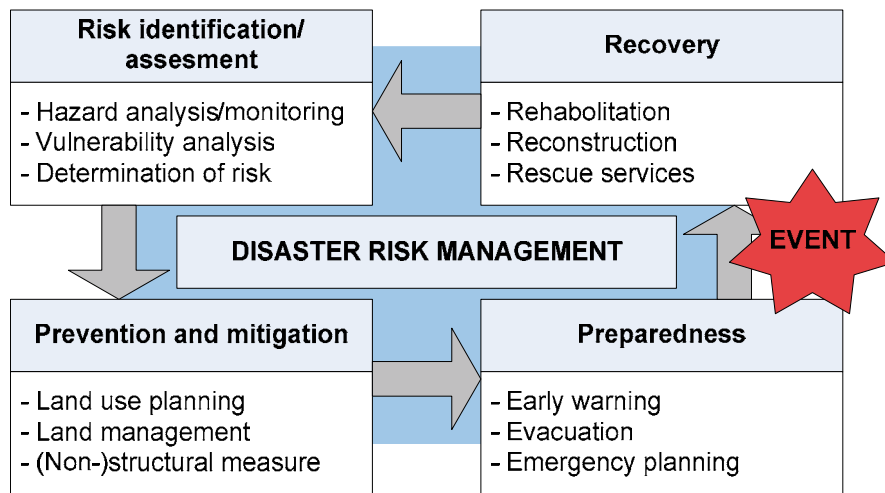 Risk identification/
assesment
- Hazard analysis/monitoring
- Vulnerability analysis
- Determination of risk
Recovery
- Rehabolitation
- Reconstruction
- Rescue services
DISASTER RISK MANAGEMENT
EVENT
Prevention and mitigation
- Land use planning
- Land management
- (Non-)structural measure
Preparedness
- Early warning
- Evacuation
- Emergency planning